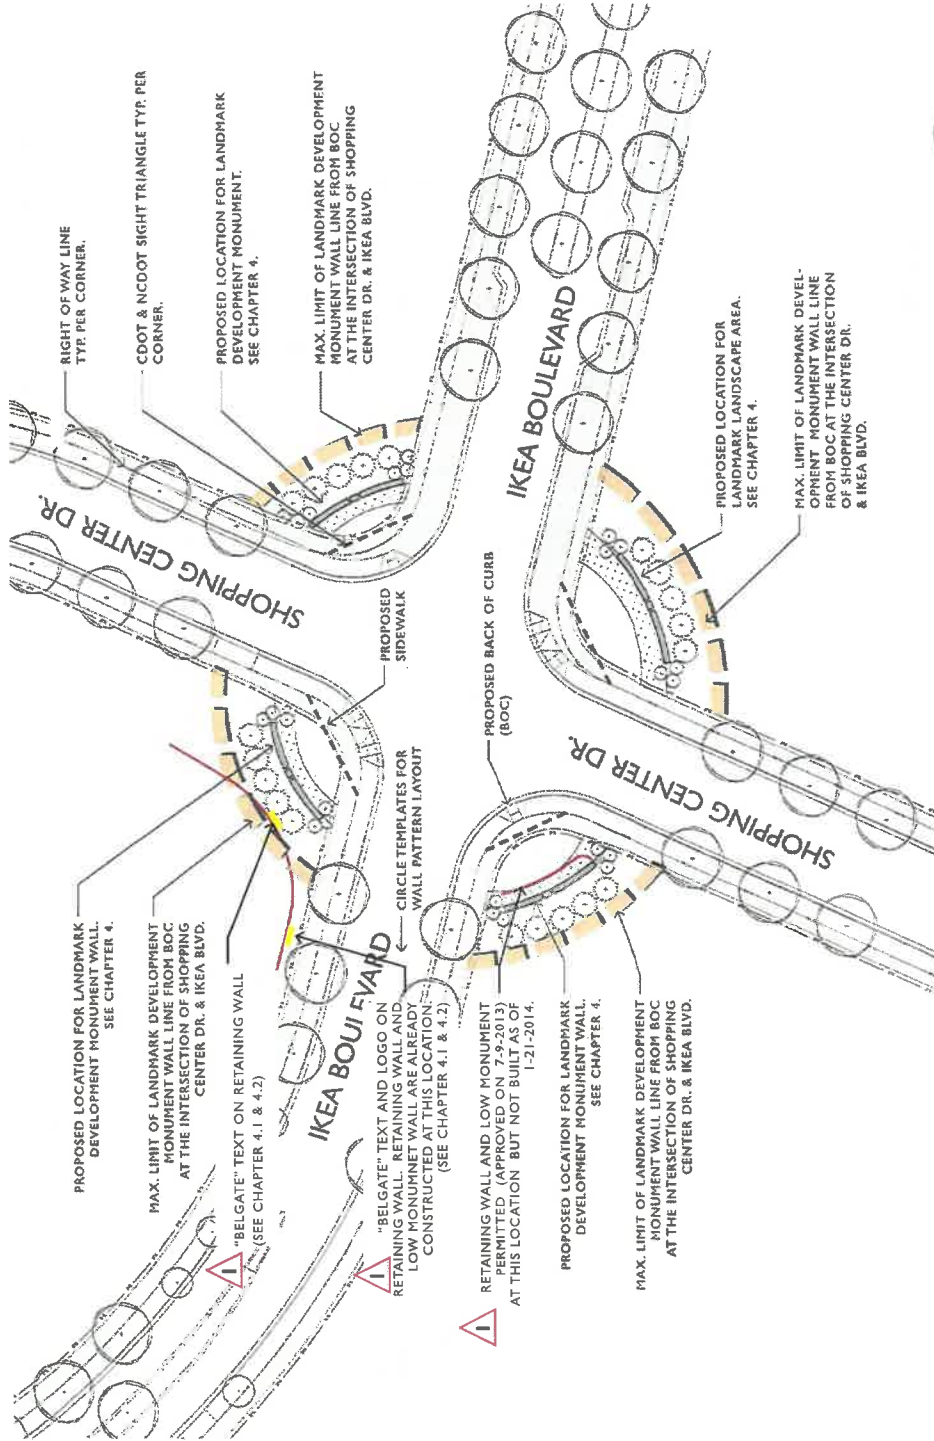 RIGHT OF WAY LINE
TYP. PER CORNER.
CDOT & NCDOT SIGHT TRIANGLE TYP. PER
CORNER.
PROPOSED LOCATION FOR LANDMARK
DEVELOPMENT MONUMENT.
SEE CHAPTER 4.
MAX. LIMIT OF LANDMARK DEVELOPMENT
MONUMENT WALL LINE FROM BOC
AT THE INTERSECTION OF SHOPPING
CENTER DR. & IKEA BLVD.
SHOPPING CENTER DR.
IKEA BOULEVARD
PROPOSED
SIDEWALK
PROPOSED LOCATION FOR LANDMARK
DEVELOPMENT MONUMENT WALL.
SEE CHAPTER 4.
MAX. LIMIT OF LANDMARK DEVELOPMENT
MONUMENT WALL LINE FROM BOC
AT THE INTERSECTION OF SHOPPING
CENTER DR. & IKEA BLVD.
1
"BELGATE" TEXT ON RETAINING WALL
(SEE CHAPTER 4.1 & 4.2)
IKEA BOULEVARD
CIRCLE TEMPLATES FOR
WALL PATTERN LAYOUT
1
"BELGATE" TEXT AND LOGO ON
RETAINING WALL. RETAINING WALL AND
LOW MONUMNET WALL ARE ALREADY
CONSTRUCTED AT THIS LOCATION.
(SEE CHAPTER 4.1 & 4.2)
1
RETAINING WALL AND LOW MONUMENT
PERMITTED (APPROVED ON 7-9-2013)
AT THIS LOCATION BUT NOT BUILT AS OF
1-21-2014.
PROPOSED LOCATION FOR LANDMARK
DEVELOPMENT MONUMENT WALL.
SEE CHAPTER 4.
MAX. LIMIT OF LANDMARK DEVELOPMENT
MONUMENT WALL LINE FROM BOC
AT THE INTERSECTION OF SHOPPING
CENTER DR. & IKEA BLVD.
PROPOSED BACK OF CURB
(BOC)
SHOPPING CENTER DR.
PROPOSED LOCATION FOR
LANDMARK LANDSCAPE AREA.
SEE CHAPTER 4.
MAX. LIMIT OF LANDMARK DEVEL-
OPMENT MONUMENT WALL LINE
FROM BOC AT THE INTERSECTION
OF SHOPPING CENTER DR.
& IKEA BLVD.